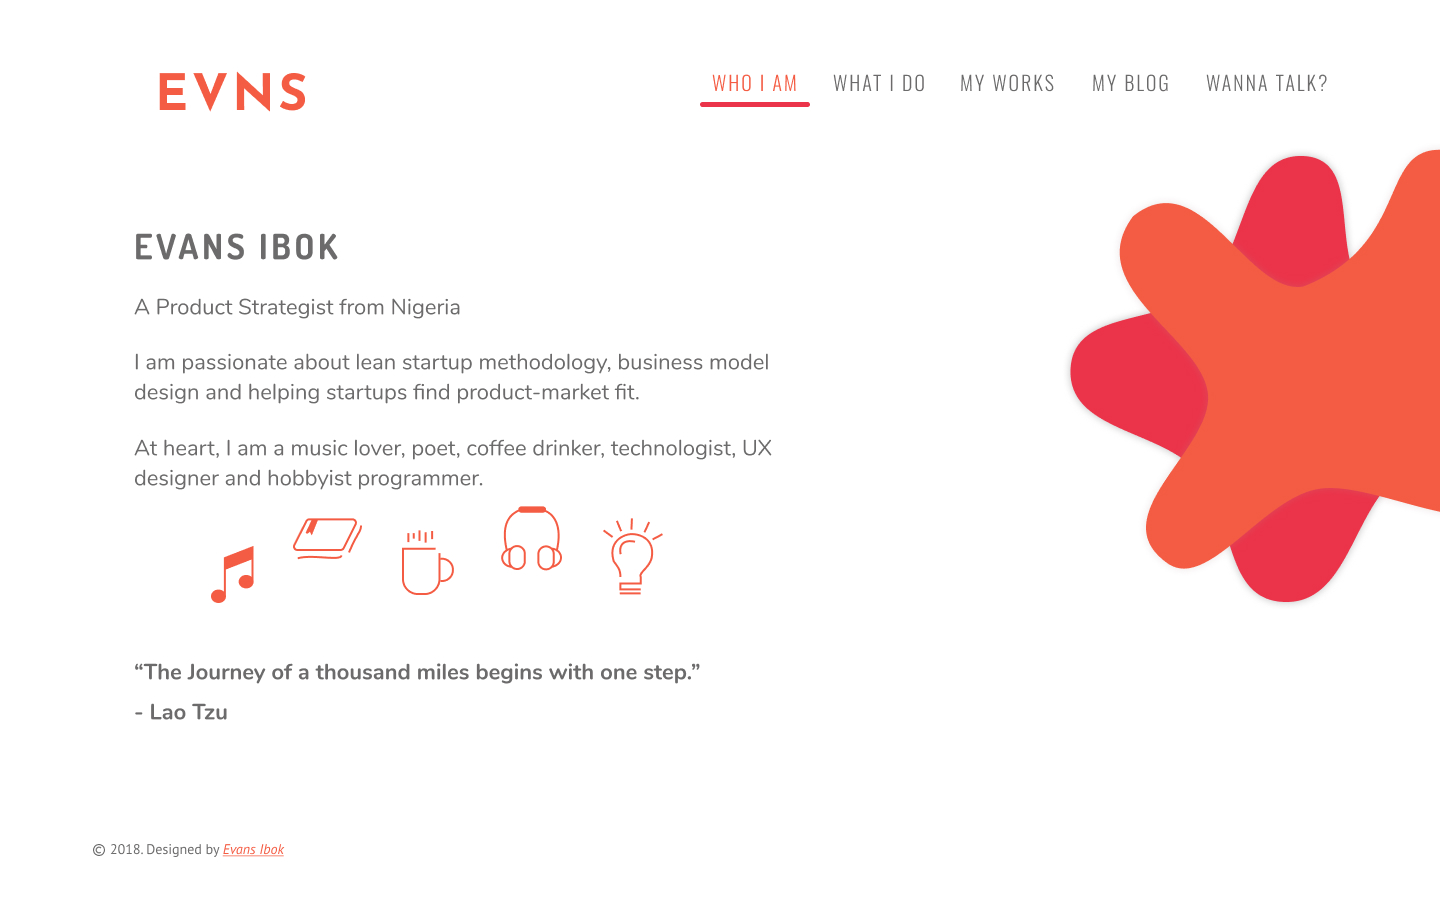 EVNS
WHO I AM
WHAT I DO
MY WORKS
MY BLOG
WANNA TALK?
EVANS IBOK
A Product Strategist from Nigeria
I am passionate about lean startup methodology, business model
design and helping startups find product-market fit.
At heart, I am a music lover, poet, coffee drinker, technologist, UX
designer and hobbyist programmer.
“The Journey of a thousand miles begins with one step.”
- Lao Tzu
© 2018. Designed by Evans Ibok